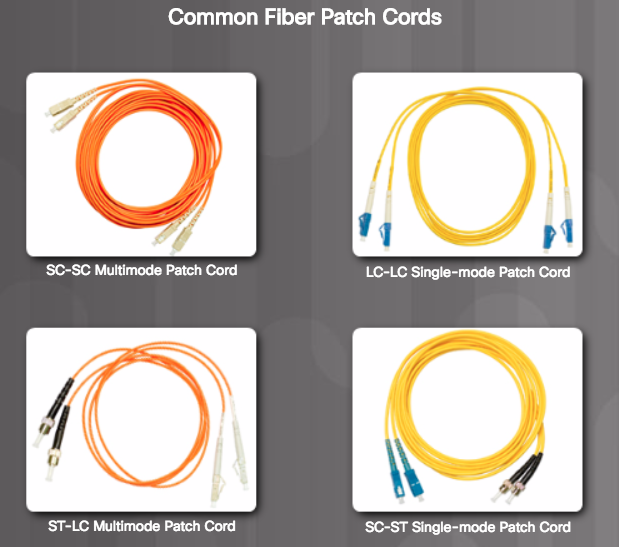 Common Fiber Patch Cords
SC-SC Multimode Patch Cord
LC-LC Single-mode Patch Cord
ST-LC Multimode Patch Cord
SC-ST Single-mode Patch Cord